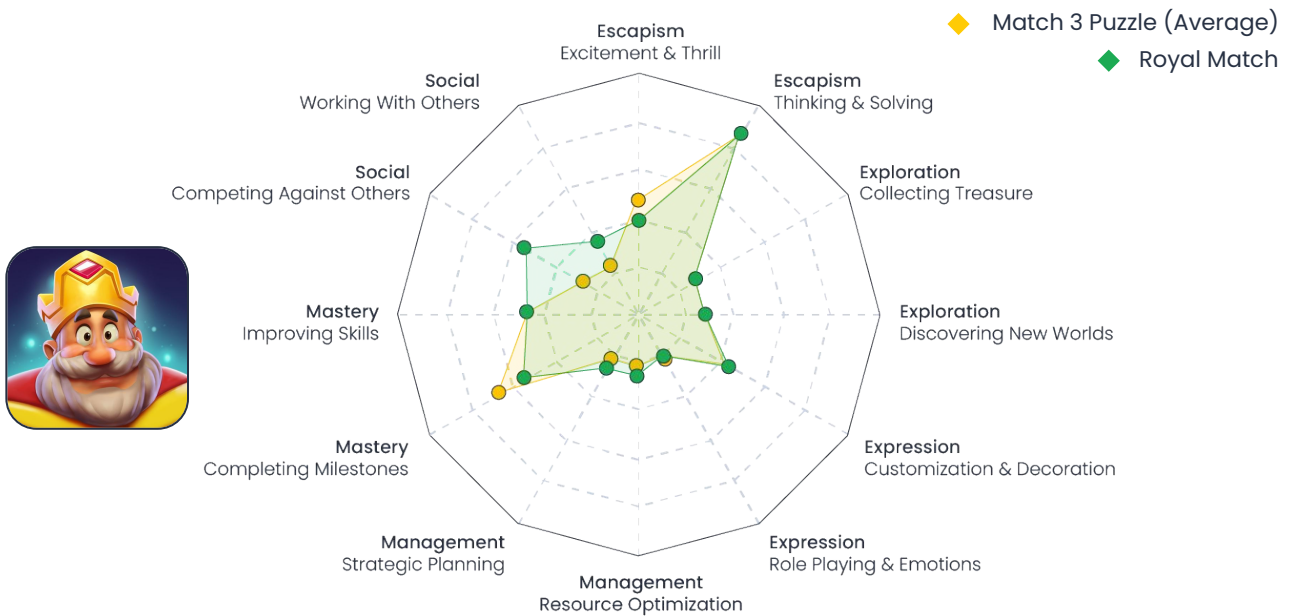 Match 3 Puzzle (Average)
Royal Match
Escapism
Excitement & Thrill
Escapism
Thinking & Solving
Exploration
Collecting Treasure
Exploration
Discovering New Worlds
Expression
Customization & Decoration
Expression
Role Playing & Emotions
Management
Resource Optimization
Management
Strategic Planning
Mastery
Completing Milestones
Mastery
Improving Skills
Social
Competing Against Others
Social
Working With Others